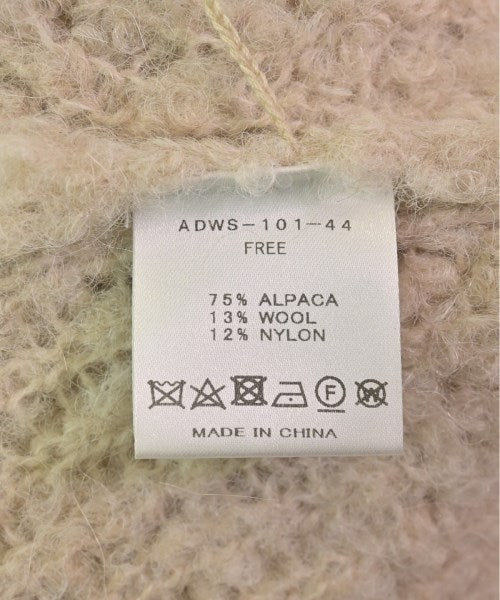 ADWS-101-44
FREE
75% ALPACA
13% WOOL
12% NYLON
F W
MADE IN CHINA